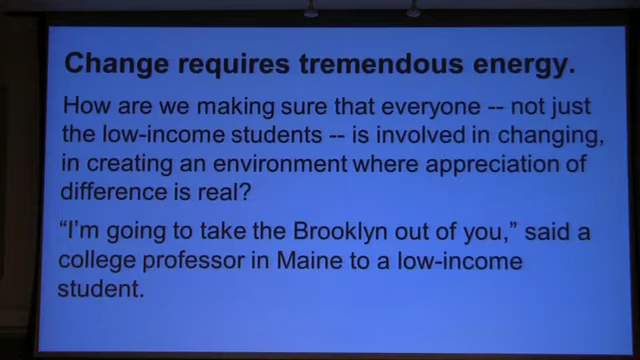 Change requires tremendous energy.
How are we making sure that everyone -- not just
the low-income students -- is involved in changing,
in creating an environment where appreciation of
difference is real?
“I’m going to take the Brooklyn out of you,” said a
college professor in Maine to a low-income
student.